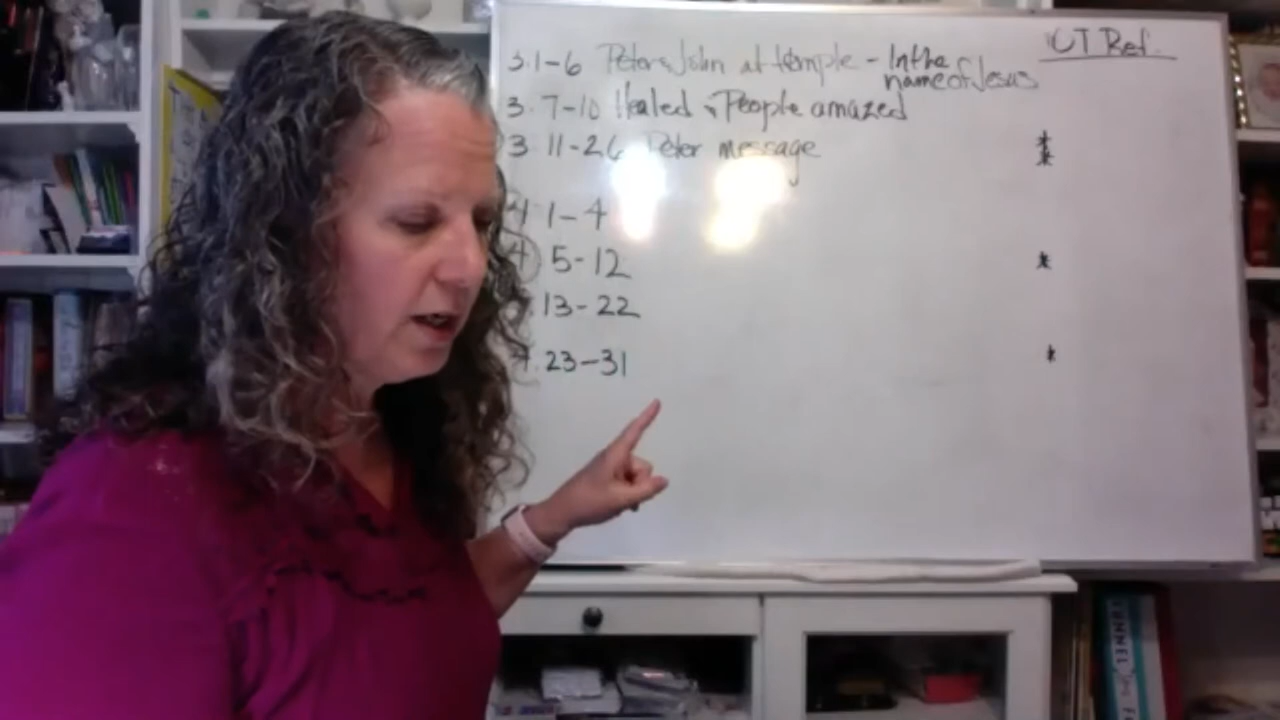 OT Ref.
3.1-6 Peter & John at temple - In the
name of Jesus
3. 7-10 Healed & People amazed
3 11-26 Peter message
4 1-4
4 5-12
13-22
4. 23-31
FUNNEL